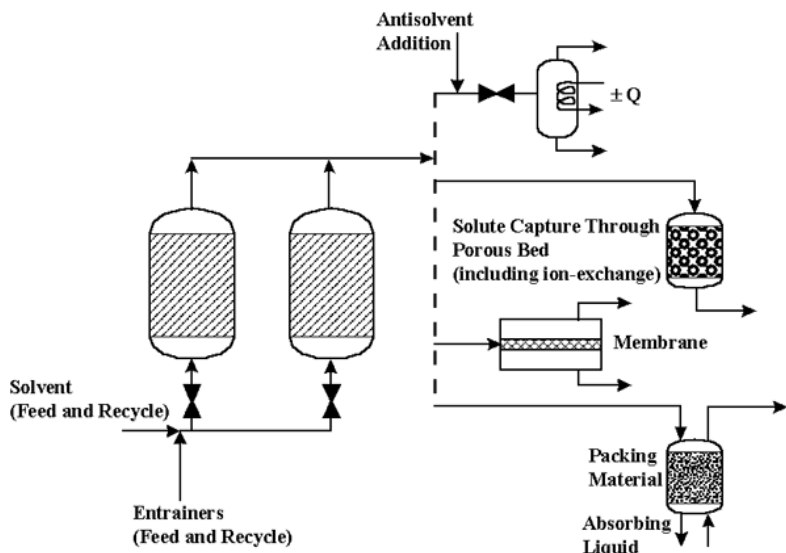 Antisolvent
Addition
± Q
Solute Capture Through
Porous Bed
(including ion-exchange)
Membrane
Solvent
(Feed and Recycle)
Packing
Material
Entrainers
(Feed and Recycle)
Absorbing
Liquid